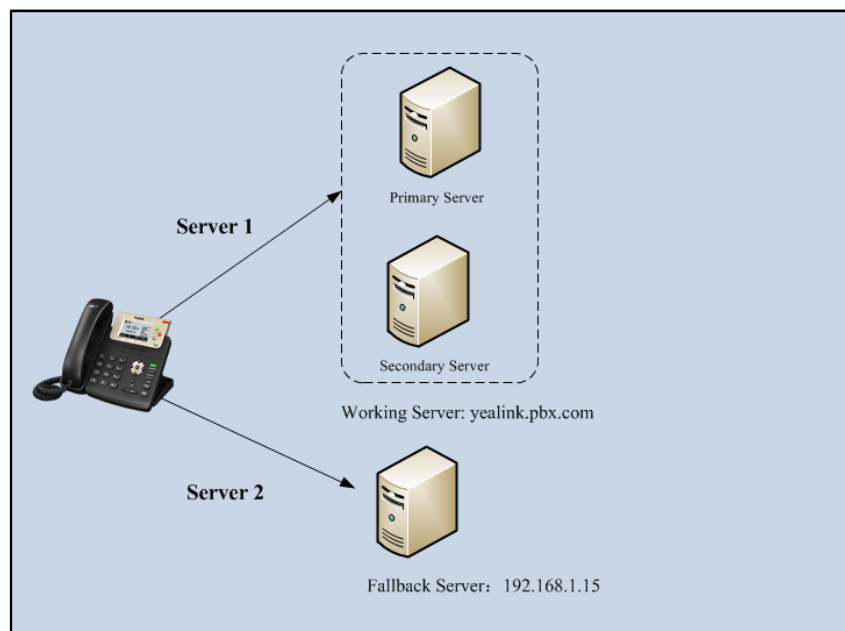 Primary Server
Server 1
Secondary Server
Working Server: yealink.pbx.com
Server 2
Fallback Server: 192.168.1.15